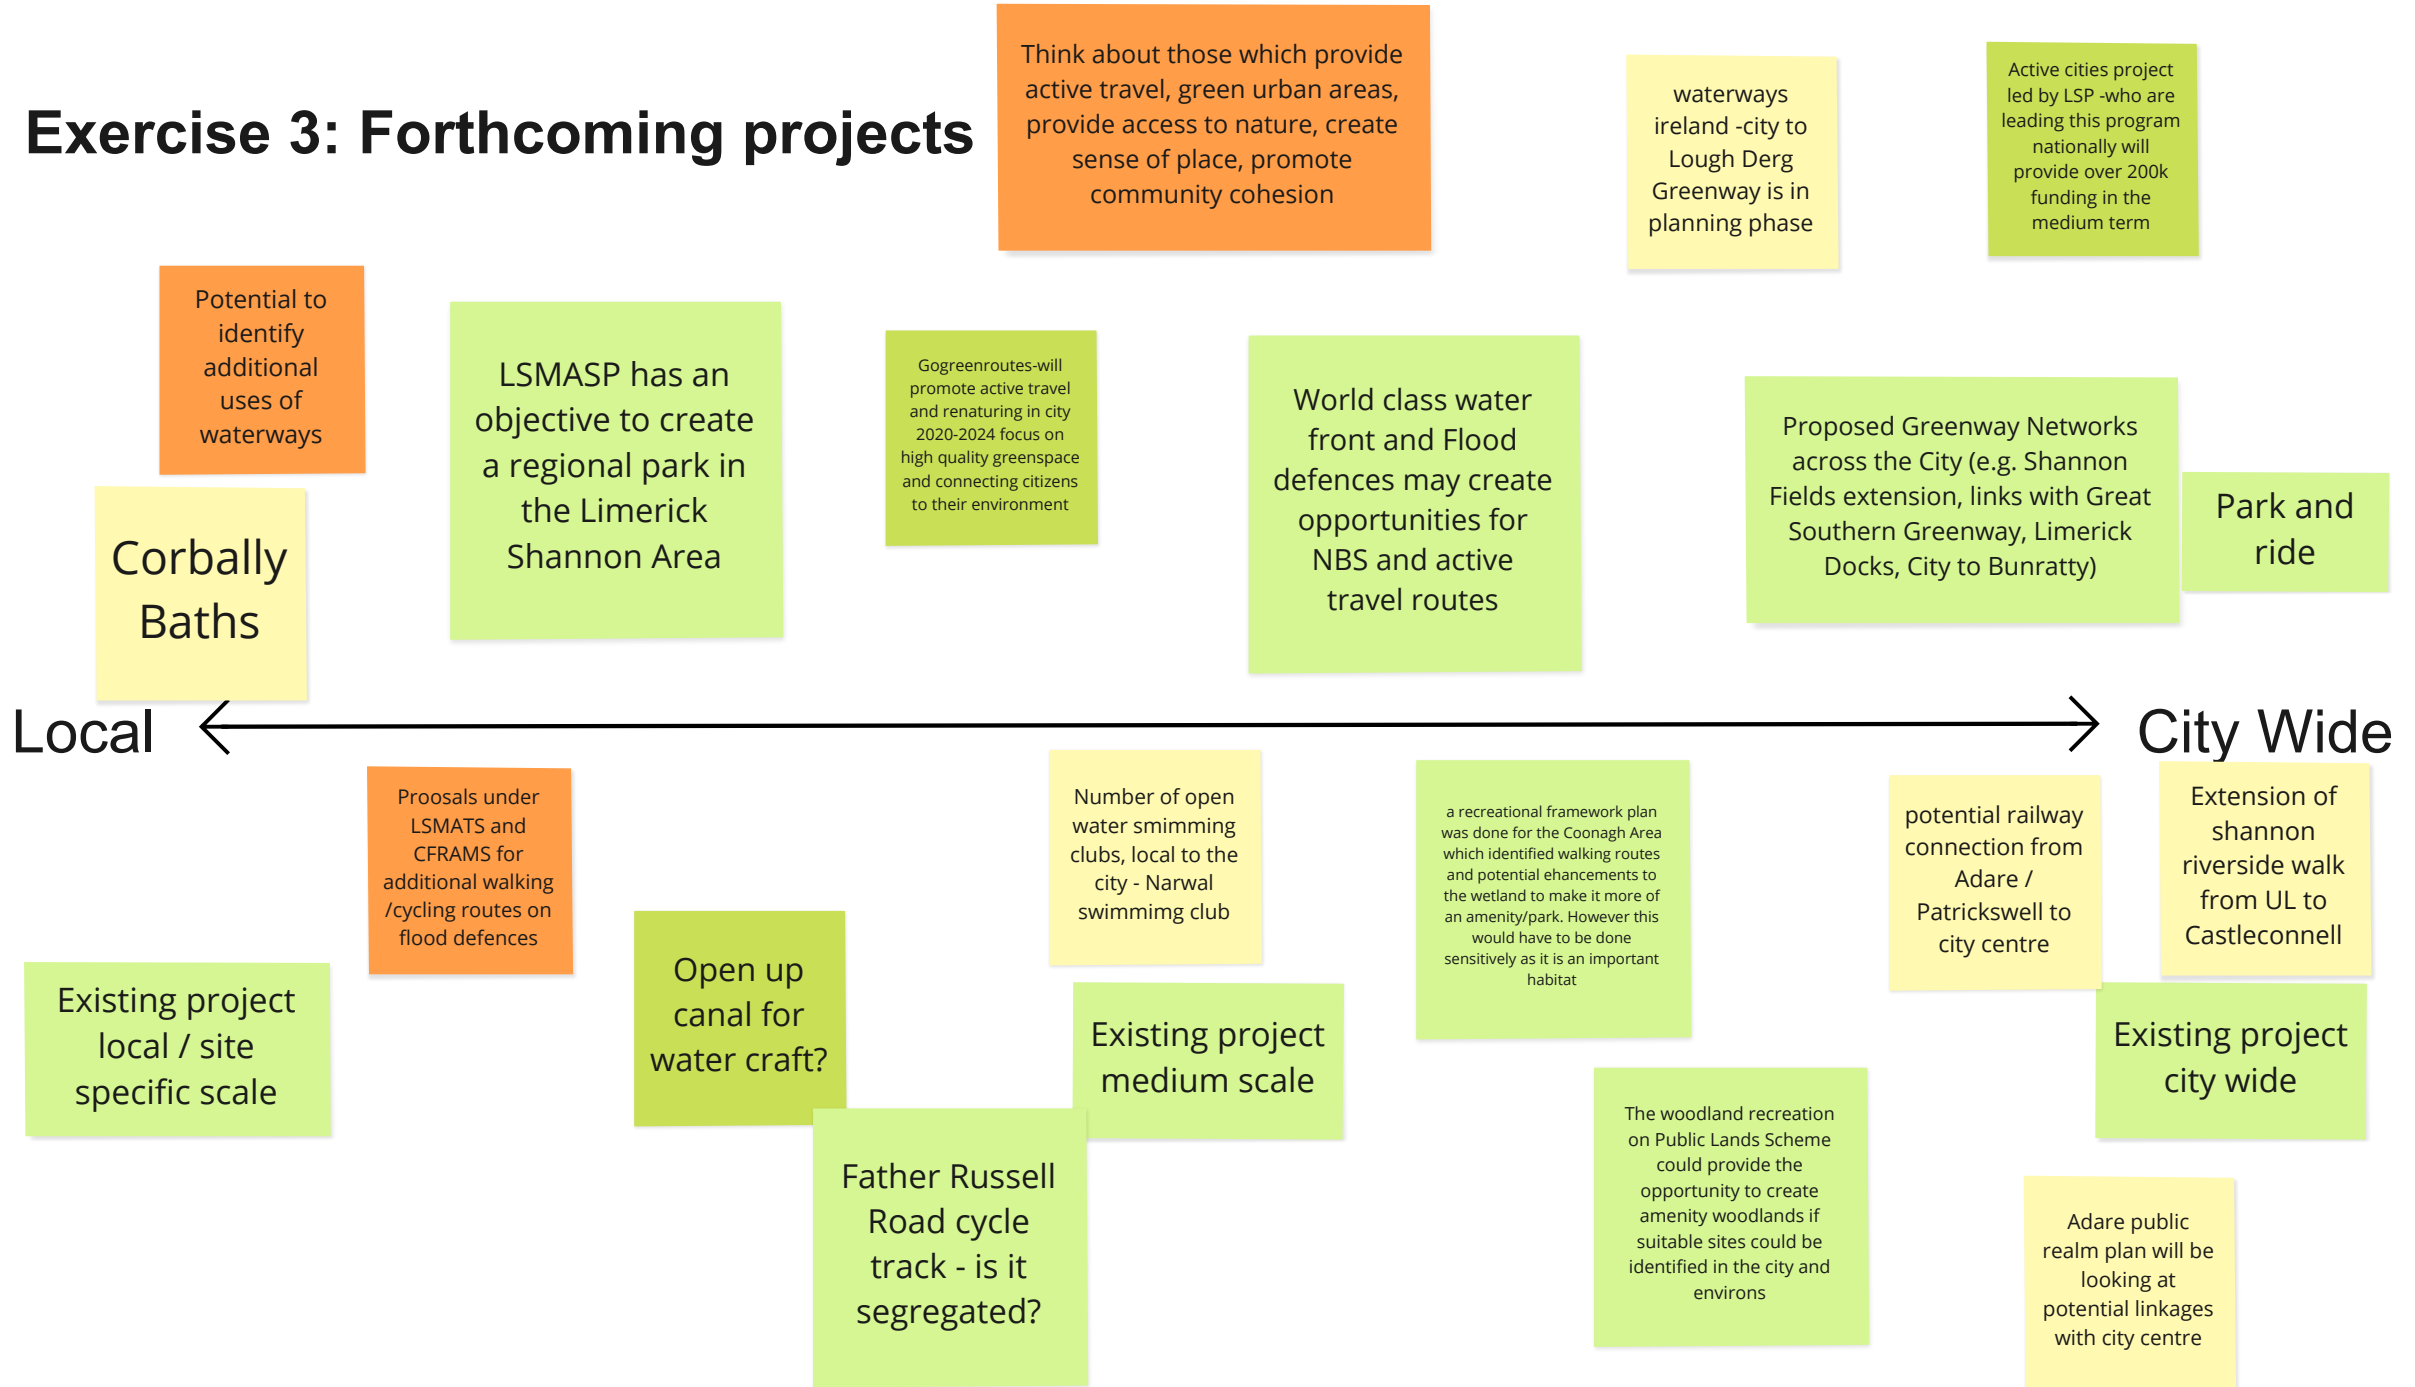 Exercise 3: Forthcoming projects
Think about those which provide
active travel, green urban areas,
provide access to nature, create
sense of place, promote
community cohesion
waterways
ireland -city to
Lough Derg
Greenway is in
planning phase
Active cities project
led by LSP -who are
leading this program
nationally will
provide over 200k
funding in the
medium term
Potential to
identify
additional
uses of
waterways
Corbally
Baths
LSMASP has an
objective to create
a regional park in
the Limerick
Shannon Area
Gogreenroutes-will
promote active travel
and renaturing in city
2020-2024 focus on
high quality greenspace
and connecting citizens
to their environment
World class water
front and Flood
defences may create
opportunities for
NBS and active
travel routes
Proposed Greenway Networks
across the City (e.g. Shannon
Fields extension, links with Great
Southern Greenway, Limerick
Docks, City to Bunratty)
Park and
ride
Local
City Wide
Proosals under
LSMATS and
CFRAMS for
additional walking
/cycling routes on
flood defences
Existing project
local / site
specific scale
Open up
canal for
water craft?
Father Russell
Road cycle
track - is it
segregated?
Number of open
water smimming
clubs, local to the
city - Narwal
swimmimg club
Existing project
medium scale
a recreational framework plan
was done for the Coonagh Area
which identified walking routes
and potential ehancements to
the wetland to make it more of
an amenity/park. However this
would have to be done
sensitively as it is an important
habitat
The woodland recreation
on Public Lands Scheme
could provide the
opportunity to create
amenity woodlands if
suitable sites could be
identified in the city and
environs
potential railway
connection from
Adare /
Patrickswell to
city centre
Extension of
shannon
riverside walk
from UL to
Castleconnell
Existing project
city wide
Adare public
realm plan will be
looking at
potential linkages
with city centre